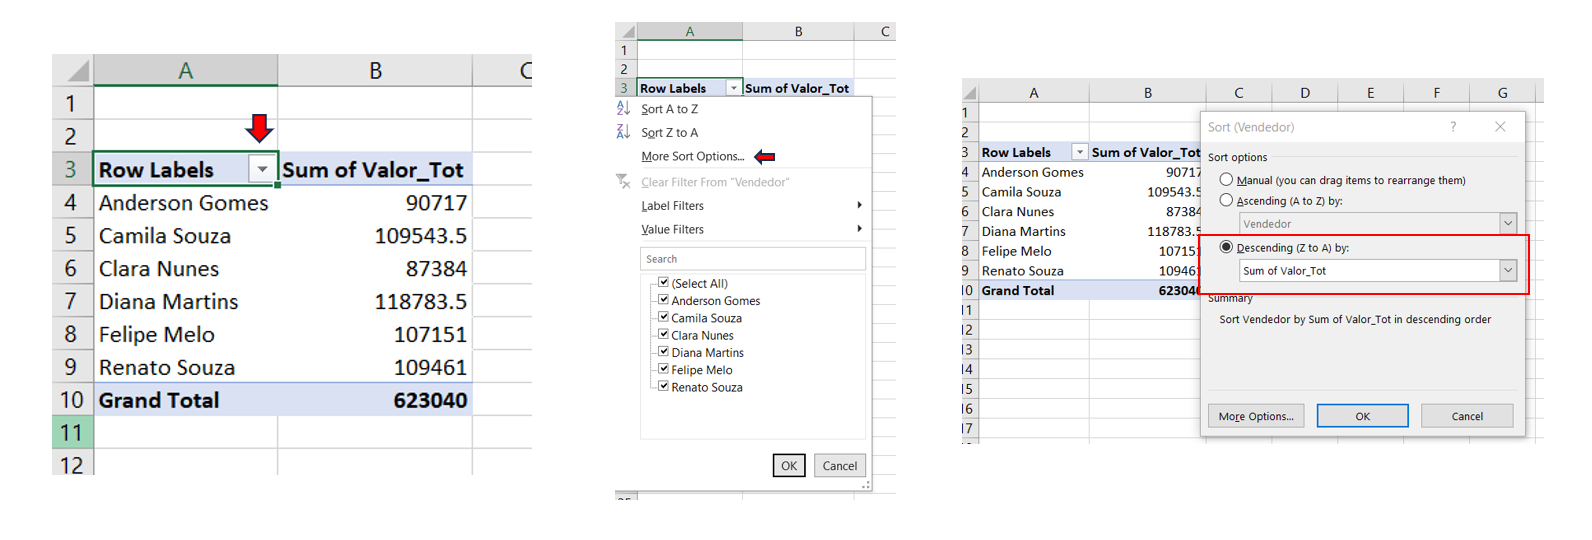 A B C
1
2
3 Row Labels Sum of Valor_Tot
4 Anderson Gomes 90717
5 Camila Souza 109543.5
6 Clara Nunes 87384
7 Diana Martins 118783.5
8 Felipe Melo 107151
9 Renato Souza 109461
10 Grand Total 623040
11
12
A B C
1
2
3 Row Labels Sum of Valor_Tot
Sort A to Z
Sort Z to A
More Sort Options...
Clear Filter From "Vendedor"
Label Filters
Value Filters
Search
(Select All)
Anderson Gomes
Camila Souza
Clara Nunes
Diana Martins
Felipe Melo
Renato Souza
OK Cancel
A B C D E F G
1
2
3 Row Labels Sum of Valor_Tot
4 Anderson Gomes 90717
5 Camila Souza 109543.5
6 Clara Nunes 87384
7 Diana Martins 118783.5
8 Felipe Melo 107151
9 Renato Souza 109461
10 Grand Total 623040
11
12
13
14
15
16
17
Sort (Vendedor) ?
Sort options
Manual (you can drag items to rearrange them)
Ascending (A to Z) by:
Vendedor
Descending (Z to A) by:
Sum of Valor_Tot
Summary
Sort Vendedor by Sum of Valor_Tot in descending order
More Options... OK Cancel